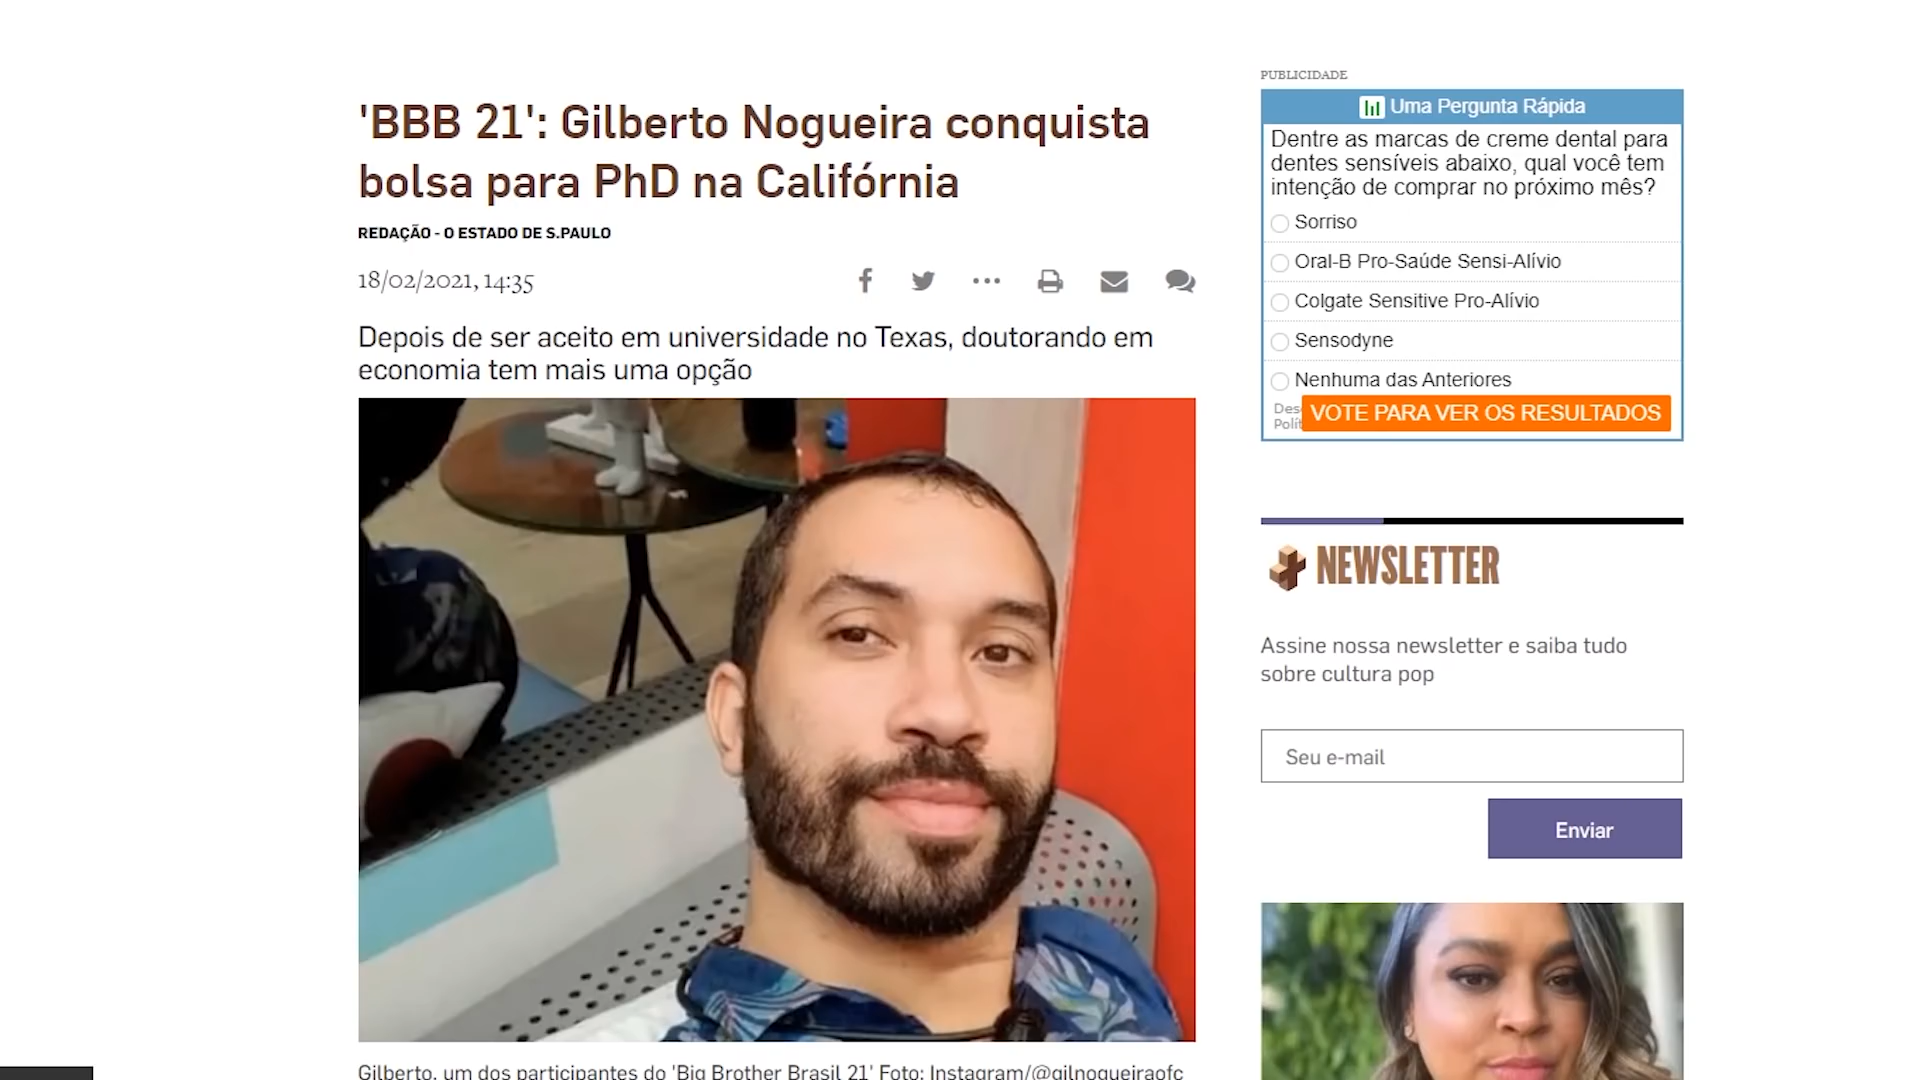 'BBB 21': Gilberto Nogueira conquista
bolsa para PhD na Califórnia
REDAÇÃO - O ESTADO DE S.PAULO
18/02/2021, 14:35
Depois de ser aceito em universidade no Texas, doutorando em
economia tem mais uma opção
Gilberto, um dos participantes do 'Big Brother Brasil 21' Foto: Instagram/@gilnogueiraofc
PUBLICIDADE
Uma Pergunta Rápida
Dentre as marcas de creme dental para
dentes sensíveis abaixo, qual você tem
intenção de comprar no próximo mês?
Sorriso
Oral-B Pro-Saúde Sensi-Alívio
Colgate Sensitive Pro-Alívio
Sensodyne
Nenhuma das Anteriores
VOTE PARA VER OS RESULTADOS
NEWSLETTER
Assine nossa newsletter e saiba tudo
sobre cultura pop
Seu e-mail
Enviar